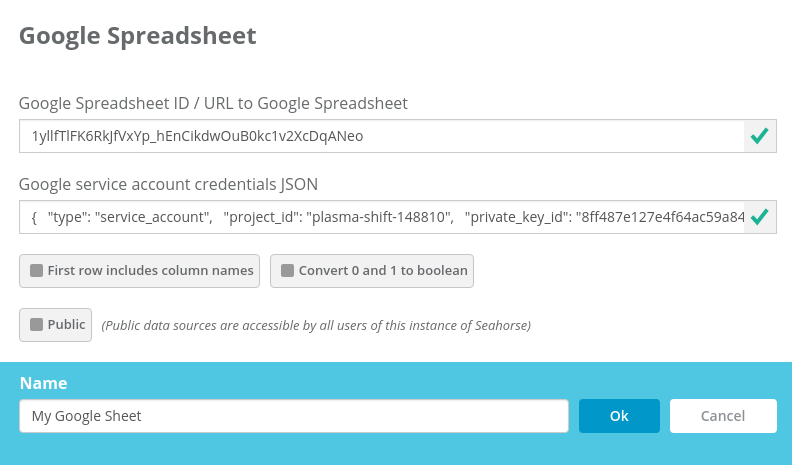 Google Spreadsheet
Google Spreadsheet ID / URL to Google Spreadsheet
1yllfTlFK6RkJfVxYp_hEnCikdwOuB0kc1v2XcDqANeo
Google service account credentials JSON
{ "type": "service_account", "project_id": "plasma-shift-148810", "private_key_id": "8ff487e127e4f64ac59a84
First row includes column names Convert 0 and 1 to boolean
Public (Public data sources are accessible by all users of this instance of Seahorse)
Name
My Google Sheet Ok Cancel